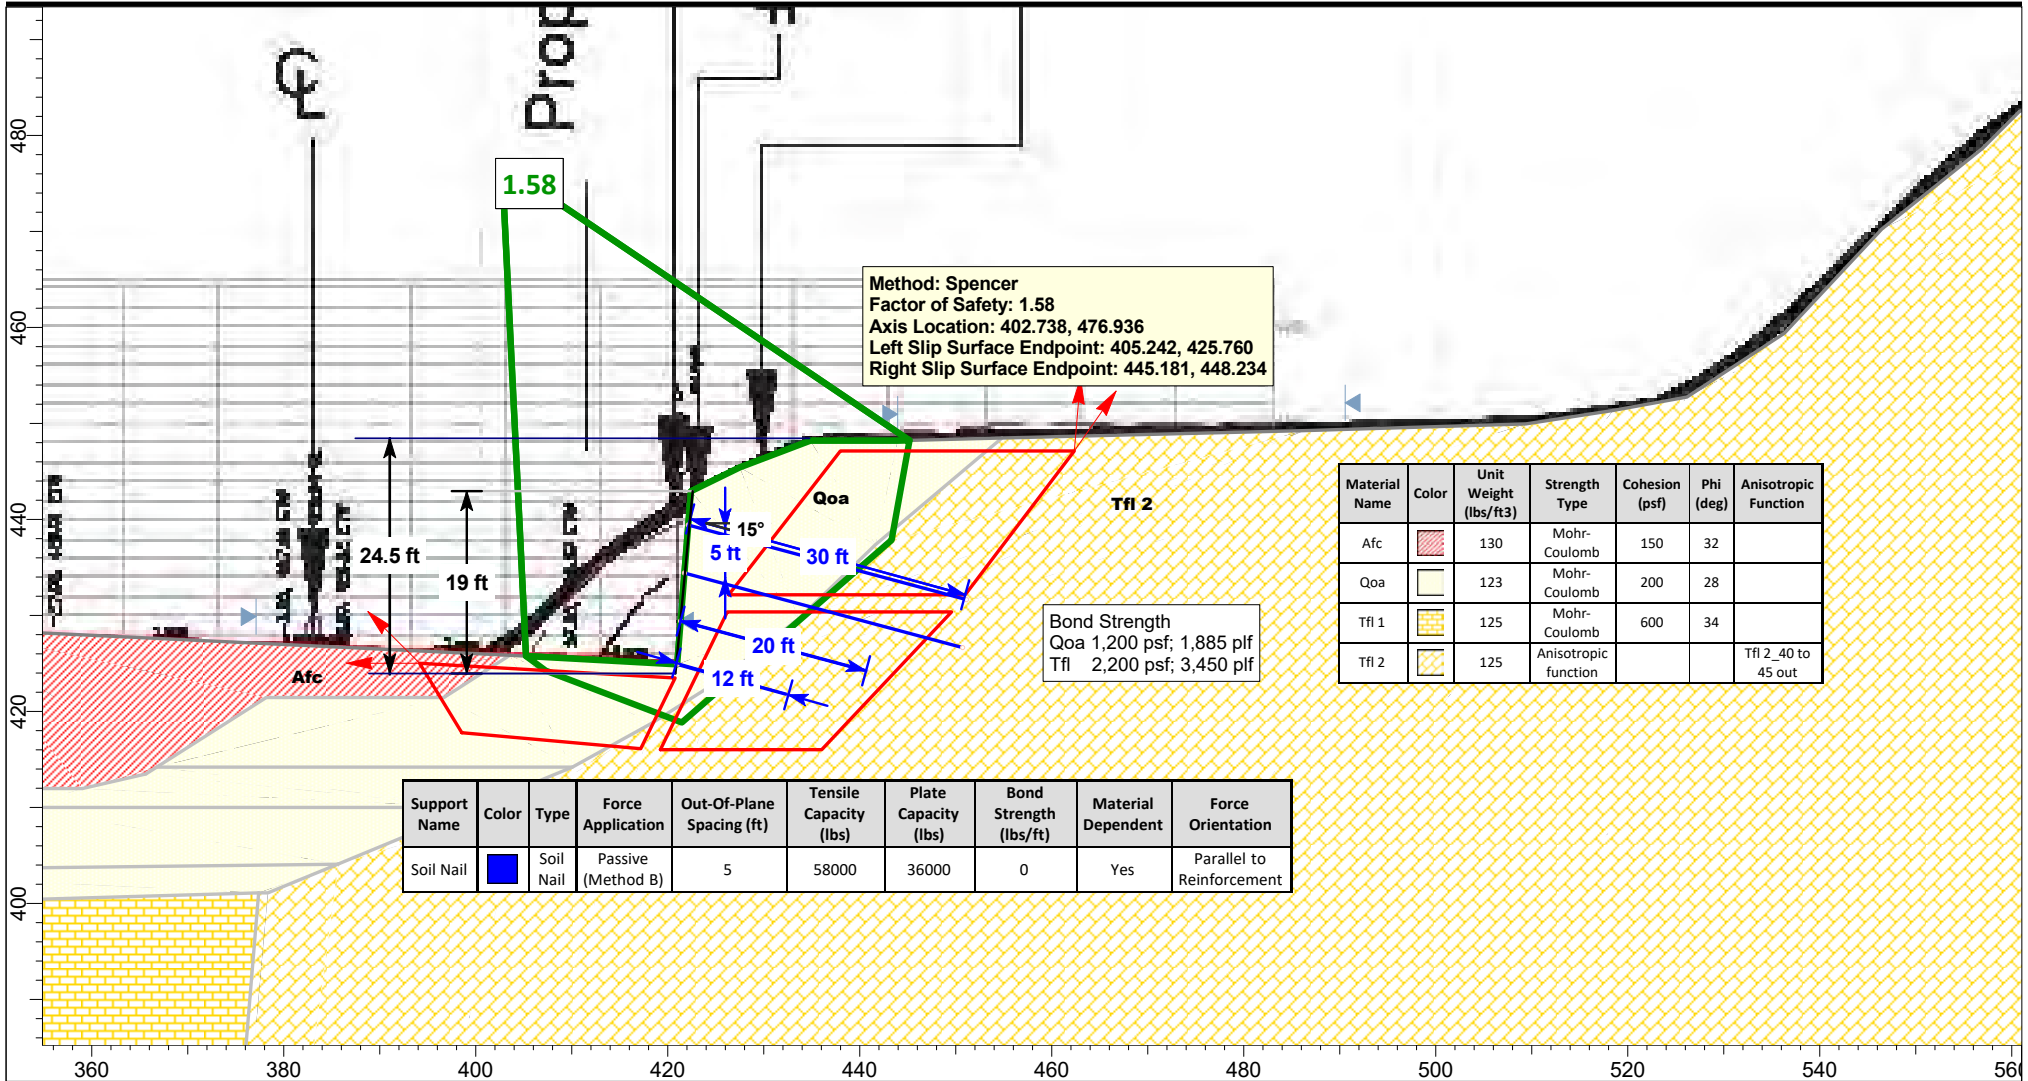 ℄
Prop
1.58
Method: Spencer
Factor of Safety: 1.58
Axis Location: 402.738, 476.936
Left Slip Surface Endpoint: 405.242, 425.760
Right Slip Surface Endpoint: 445.181, 448.234
480
460
440
420
400
24.5 ft
19 ft
15°
5 ft
30 ft
20 ft
12 ft
Qoa
Tfl 2
Afc
Bond Strength
Qoa 1,200 psf; 1,885 plf
Tfl 2,200 psf; 3,450 plf
Material Name Color Unit Weight (lbs/ft3) Strength Type Cohesion (psf) Phi (deg) Anisotropic Function
Afc 130 Mohr-Coulomb 150 32
Qoa 123 Mohr-Coulomb 200 28
Tfl 1 125 Mohr-Coulomb 600 34
Tfl 2 125 Anisotropic function Tfl 2_40 to 45 out
Support Name Color Type Force Application Out-Of-Plane Spacing (ft) Tensile Capacity (lbs) Plate Capacity (lbs) Bond Strength (lbs/ft) Material Dependent Force Orientation
Soil Nail Soil Nail Passive (Method B) 5 58000 36000 0 Yes Parallel to Reinforcement
360 380 400 420 440 460 480 500 520 540 560